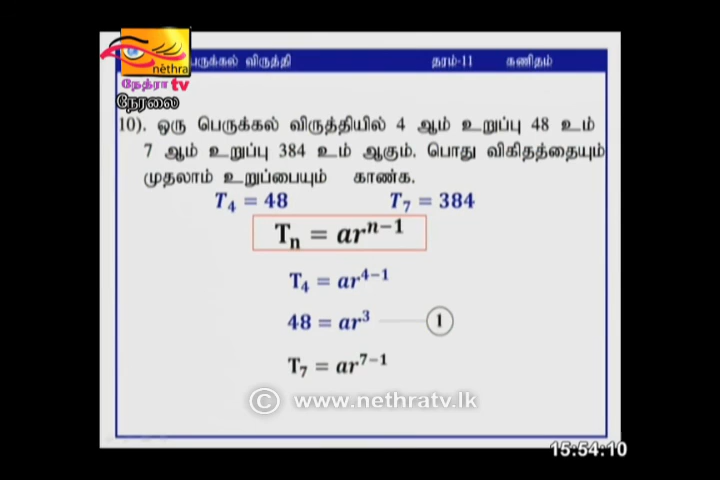 nethra
நேத்ரா tv
நேரலை
பெருக்கல் விருத்தி தரம்-11 கணிதம்
10). ஒரு பெருக்கல் விருத்தியில் 4 ஆம் உறுப்பு 48 உம்
7 ஆம் உறுப்பு 384 உம் ஆகும். பொது விகிதத்தையும்
முதலாம் உறுப்பையும் காண்க.
T₄ = 48 T₇ = 384
Tₙ = arⁿ⁻¹
T₄ = ar⁴⁻¹
48 = ar³ ①
T₇ = ar⁷⁻¹
© www.nethratv.lk
15:54:10